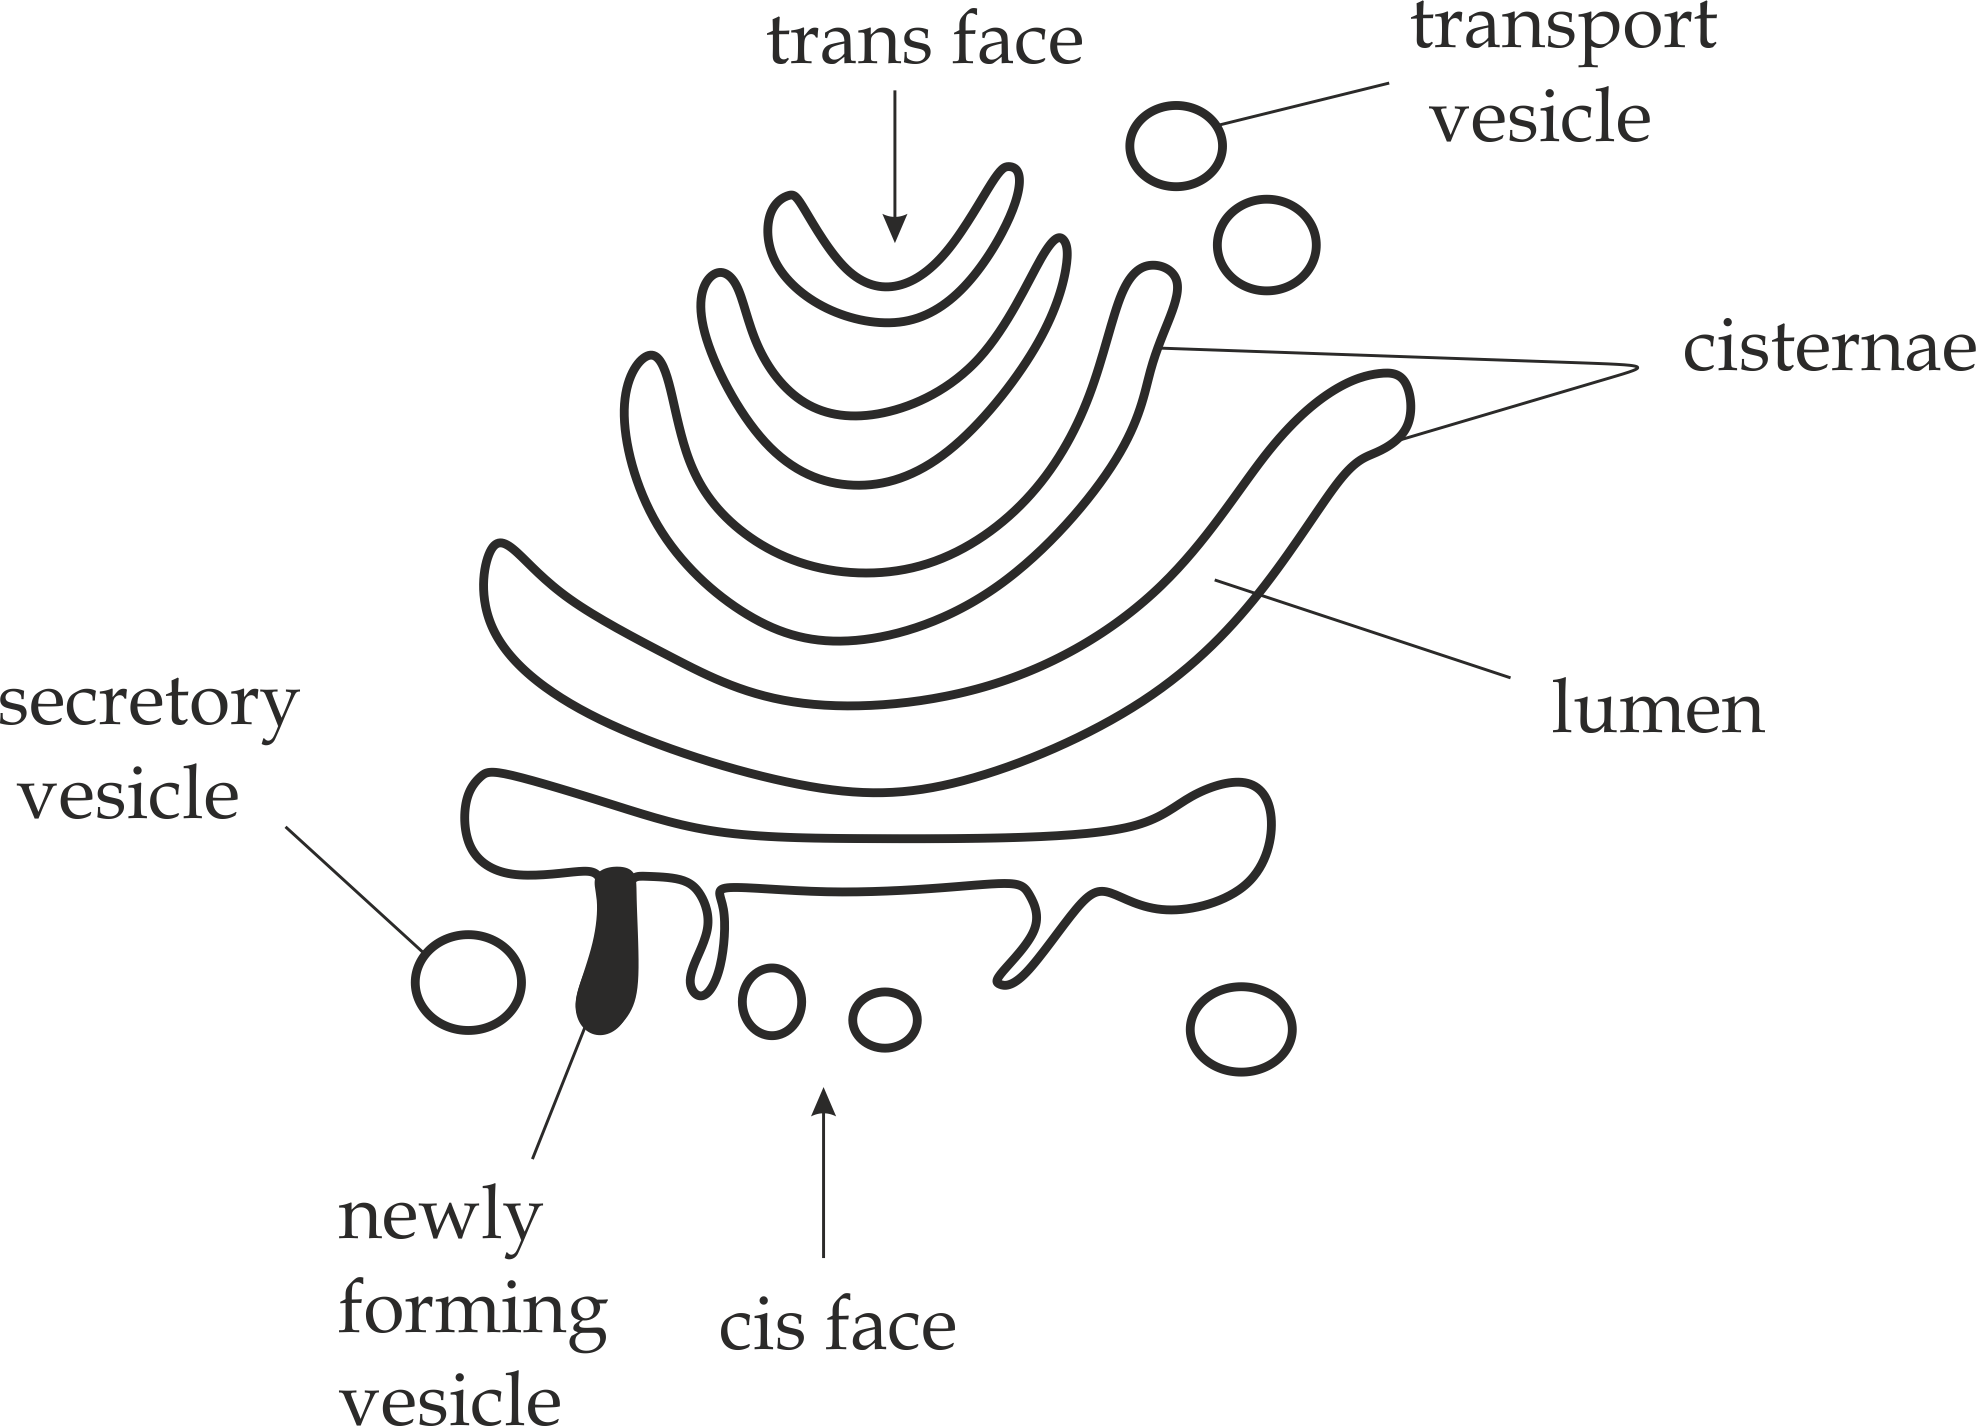 trans face
transport
vesicle
cisternae
lumen
secretory
vesicle
newly
forming
vesicle
cis face